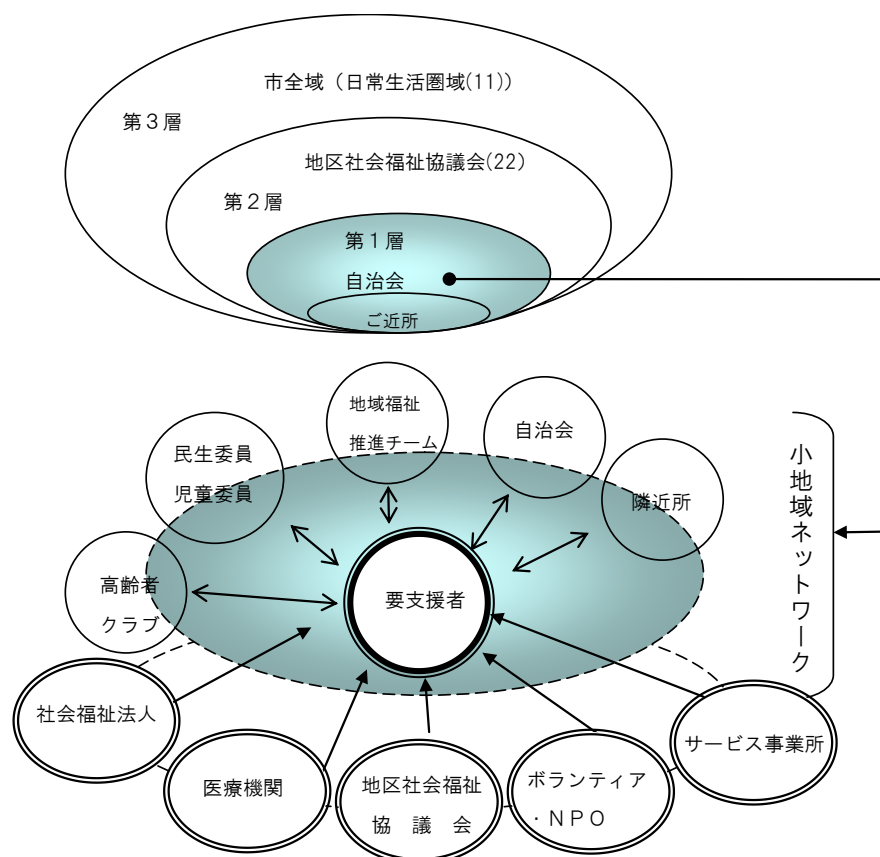 市全域（日常生活圏域(11)）
第３層
地区社会福祉協議会(22)
第２層
第１層
自治会
ご近所
地域福祉
推進チーム
自治会
民生委員
児童委員
隣近所
小地域ネットワーク
高齢者
クラブ
要支援者
社会福祉法人
サービス事業所
医療機関
地区社会福祉
協　議　会
ボランティア
・ＮＰＯ